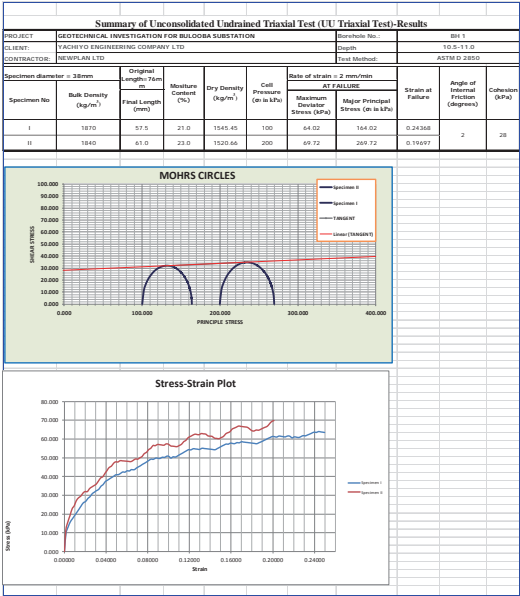 Summary of Unconsolidated Undrained Triaxial Test (UU Triaxial Test)-Results
PROJECT GEOTECHNICAL INVESTIGATION FOR BULOOBA SUBSTATION Borehole No.: BH 1
CLIENT: YACHIYO ENGINEERING COMPANY LTD Depth 10.5-11.0
CONTRACTOR: NEWPLAN LTD Test Method: ASTM D 2850
Specimen diameter = 38mm Original Length=76mm Rate of strain = 2 mm/min
AT FAILURE
Specimen No Bulk Density (kg/m³) Final Length (mm) Mositure Content (%) Dry Density (kg/m³) Cell Pressure (σ₃ is kPa) Maximum Deviator Stress (kPa) Major Principal Stress (σ₁ is kPa) Strain at Failure Angle of Internal Friction (degrees) Cohesion (kPa)
I 1870 57.5 21.0 1545.45 100 64.02 164.02 0.24368 2 28
II 1840 61.0 23.0 1520.66 200 69.72 269.72 0.19697
MOHRS CIRCLES
100.000
90.000
80.000
70.000
60.000
50.000
40.000
30.000
20.000
10.000
0.000
SHEAR STRESS
0.000 100.000 200.000 300.000 400.000
PRINCIPLE STRESS
Specimen II
Specimen I
TANGENT
Linear (TANGENT)
Stress-Strain Plot
80.000
70.000
60.000
50.000
40.000
30.000
20.000
10.000
0.000
Stress (kPa)
0.00000 0.04000 0.08000 0.12000 0.16000 0.20000 0.24000
Strain
Specimen I
Specimen II